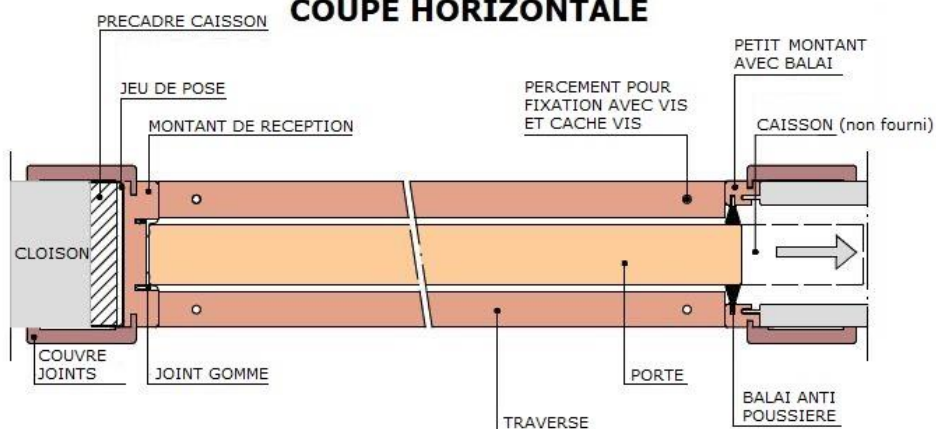 COUPE HORIZONTALE
PRECADRE CAISSON
PETIT MONTANT
AVEC BALAI
JEU DE POSE
PERCEMENT POUR
FIXATION AVEC VIS
ET CACHE VIS
MONTANT DE RECEPTION
CAISSON (non fourni)
CLOISON
COUVRE
JOINTS
JOINT GOMME
PORTE
BALAI ANTI
POUSSIERE
TRAVERSE